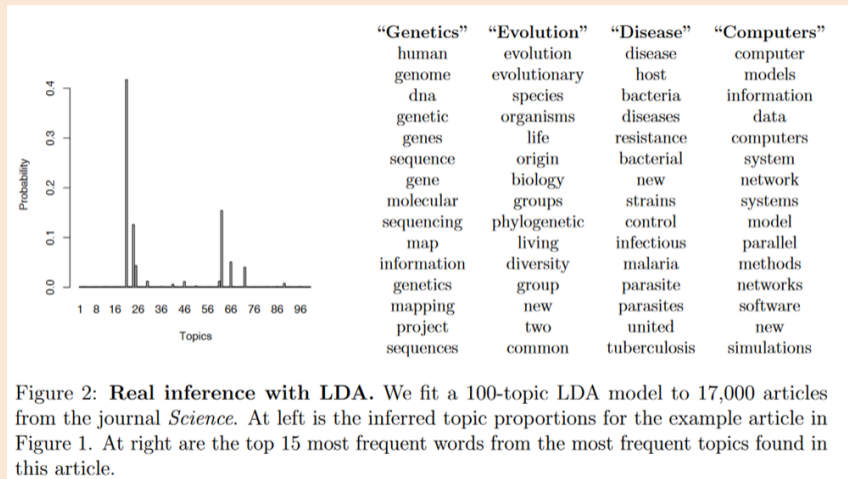 “Genetics” “Evolution” “Disease” “Computers”
human evolution disease computer
genome evolutionary host models
dna species bacteria information
genetic organisms diseases data
genes life resistance computers
sequence origin bacterial system
gene biology new network
molecular groups strains systems
sequencing phylogenetic control model
map living infectious parallel
information diversity malaria methods
genetics group parasite networks
mapping new parasites software
project two united new
sequences common tuberculosis simulations
Probability
0.4
0.3
0.2
0.1
0.0
1 8 16 26 36 46 56 66 76 86 96
Topics
Figure 2: Real inference with LDA. We fit a 100-topic LDA model to 17,000 articles
from the journal Science. At left is the inferred topic proportions for the example article in
Figure 1. At right are the top 15 most frequent words from the most frequent topics found in
this article.